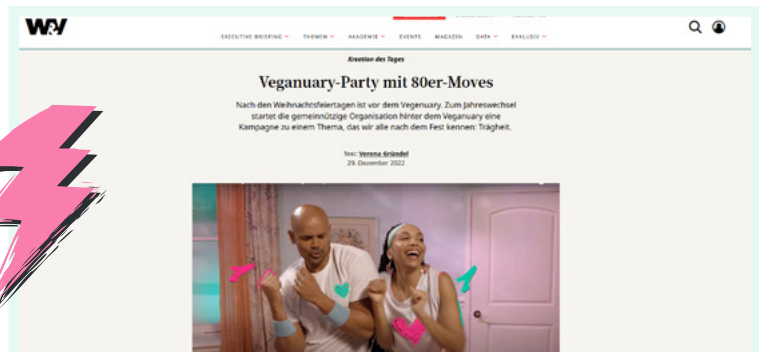 W&V
EXECUTIVE BRIEFING THEMEN AKADEMIE EVENTS MAGAZIN DATA EXKLUSIV
Kreation des Tages
Veganuary-Party mit 80er-Moves
Nach den Weihnachtsfeiertagen ist vor dem Vegenuary. Zum Jahreswechsel
startet die gemeinnützige Organisation hinter dem Veganuary eine
Kampagne zu einem Thema, das wir alle nach dem Fest kennen: Trägheit.
Text: Verena Gründel
29. Dezember 2022